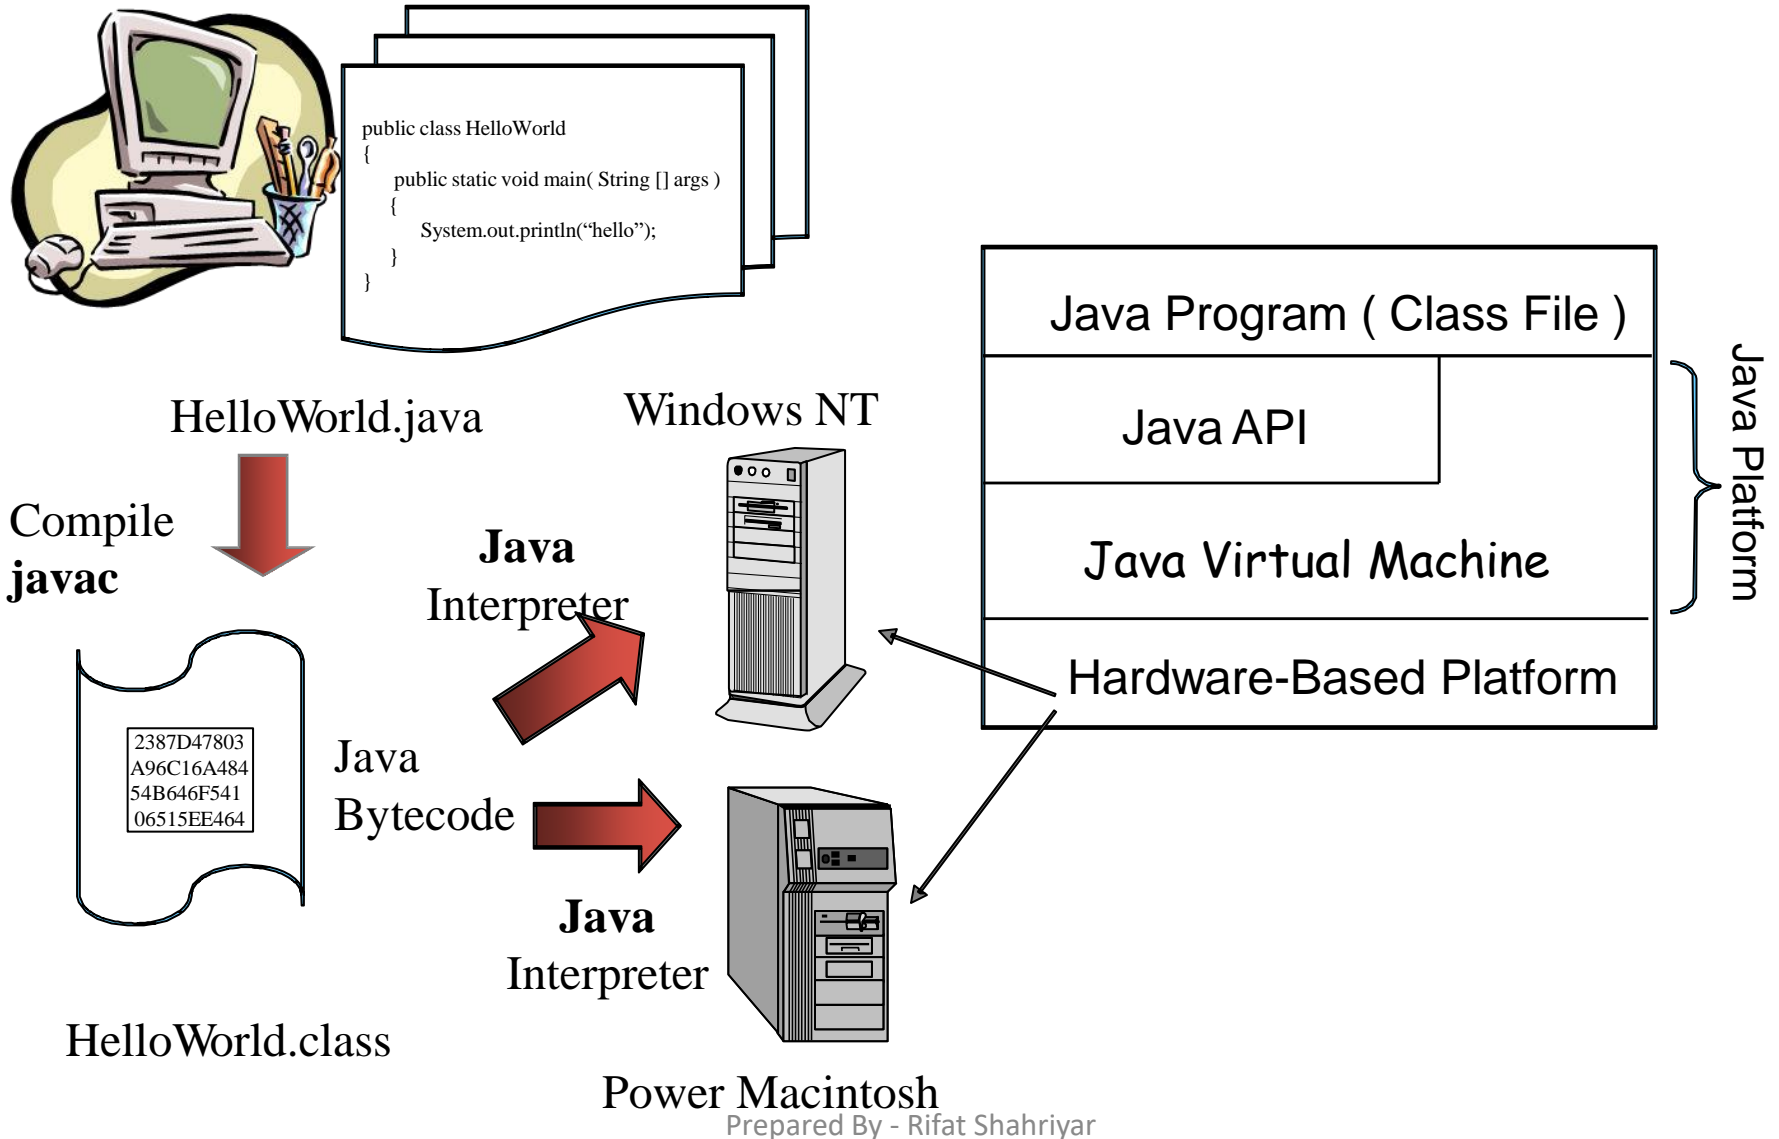 public class HelloWorld
{
public static void main( String [] args )
{
System.out.println(“hello”);
}
}
HelloWorld.java
Compile
javac
2387D47803
A96C16A484
54B646F541
06515EE464
Java
Bytecode
HelloWorld.class
Java
Interpreter
Windows NT
Java
Interpreter
Power Macintosh
Java Program ( Class File )
Java API
Java Virtual Machine
Hardware-Based Platform
Java Platform
Prepared By - Rifat Shahriyar